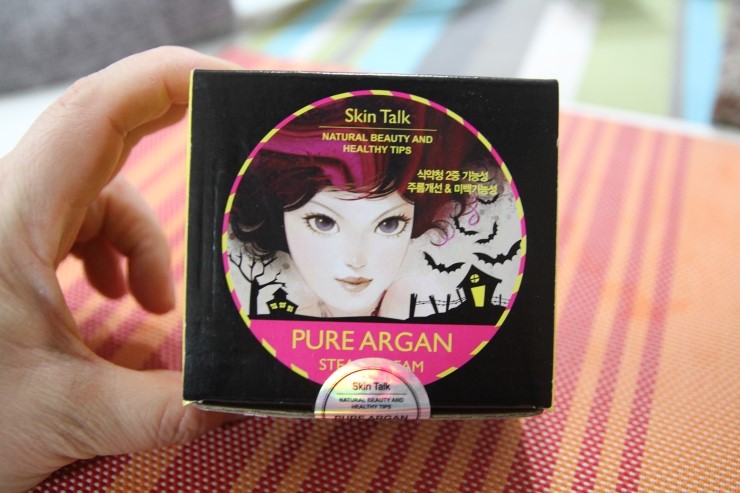 Skin Talk
NATURAL BEAUTY AND
HEALTHY TIPS
식약청 2중 기능성
주름개선 & 미백기능성
PURE ARGAN
Skin Talk
NATURAL BEAUTY AND
HEALTHY TIPS
PURE ARGAN